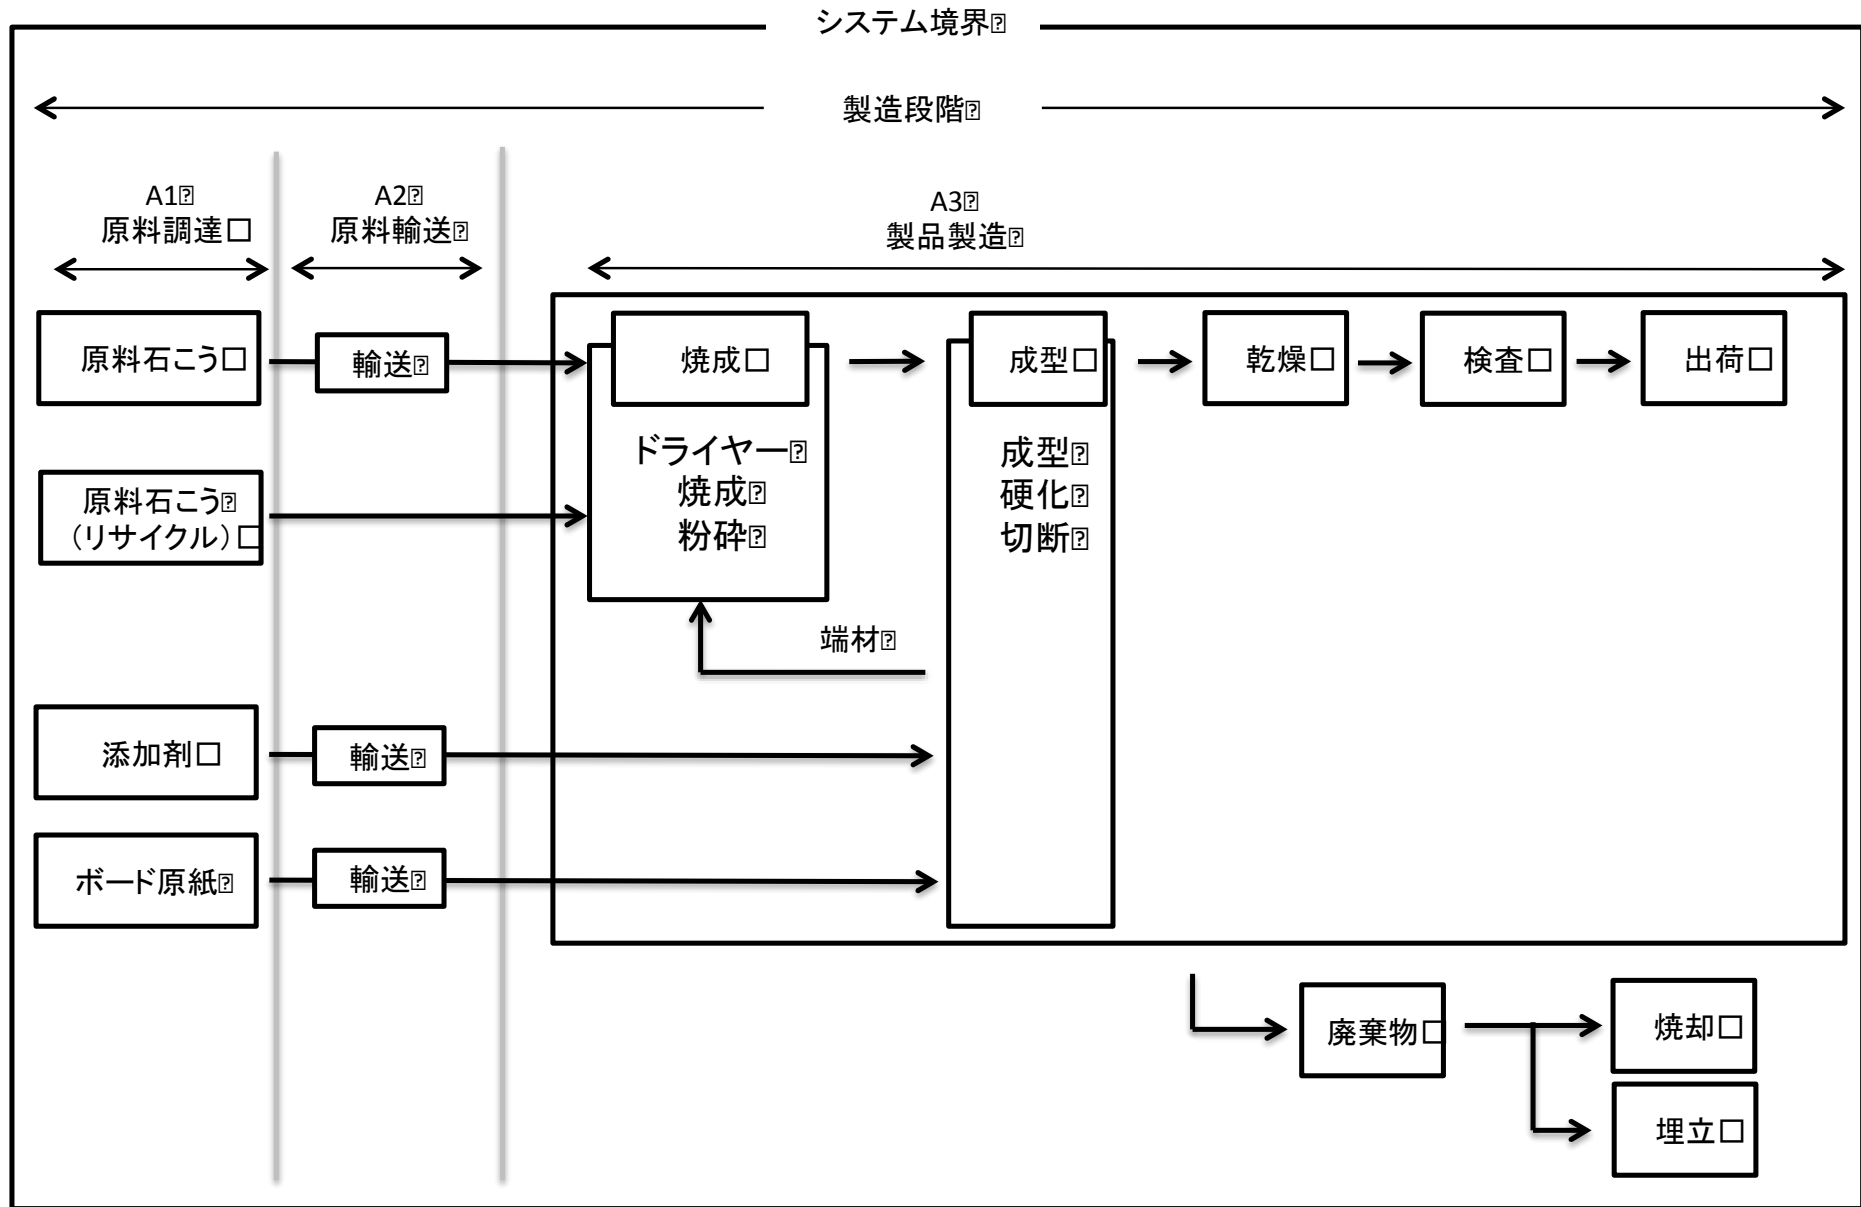 システム境界
製造段階
A1
原料調達
A2
原料輸送
A3
製品製造
原料石こう
輸送
焼成
成型
乾燥
検査
出荷
ドライヤー
焼成
粉砕
成型
硬化
切断
原料石こう
（リサイクル）
端材
添加剤
輸送
ボード原紙
輸送
廃棄物
焼却
埋立